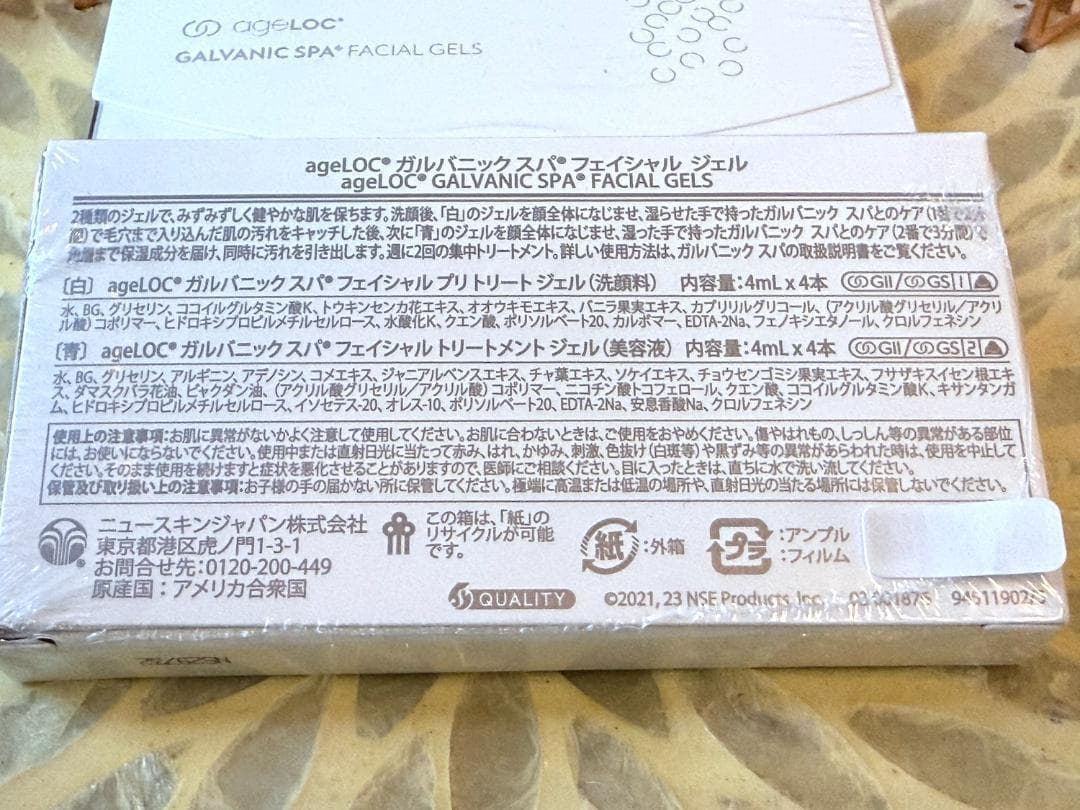 ageLOC®
GALVANIC SPA® FACIAL GELS
ageLOC® ガルバニック スパ® フェイシャル ジェル
ageLOC® GALVANIC SPA® FACIAL GELS
2種類のジェルで、みずみずしく健やかな肌を保ちます。洗顔後、「白」のジェルを顔全体になじませ、湿らせた手で持ったガルバニック スパとのケア(1番で2分
間)で毛穴まで入り込んだ肌の汚れをキャッチした後、次に「青」のジェルを顔全体になじませ、湿った手で持ったガルバニック スパとのケア(2番で3分間)で
まで保湿成分を届け、同時に汚れを引き出します。週に2回の集中トリートメント。詳しい使用方法は、ガルバニック スパの取扱説明書をご覧ください。
〔白〕 ageLOC® ガルバニック スパ® フェイシャル プリ トリート ジェル(洗顔料) 内容量:4mL x 4本 GII/GS 1
水、BG、グリセリン、ココイルグルタミン酸K、トウキンセンカ花エキス、オオウキモエキス、バニラ果実エキス、カプリリルグリコール、(アクリル酸グリセリル/アクリ
ル酸)コポリマー、ヒドロキシプロピルメチルセルロース、水酸化K、クエン酸、ポリソルベート20、カルボマー、EDTA-2Na、フェノキシエタノール、クロルフェネシン
〔青〕 ageLOC® ガルバニック スパ® フェイシャル トリートメント ジェル(美容液) 内容量:4mL x 4本 GII/GS 2
水、BG、グリセリン、アルギニン、アデノシン、コメエキス、ジャニアルベンスエキス、チャ葉エキス、ソケイエキス、チョウセンゴミシ果実エキス、フサザキスイセン根エキ
ス、ダマスクバラ花油、ビャクダン油、(アクリル酸グリセリル/アクリル酸)コポリマー、ニコチン酸トコフェロール、クエン酸、ココイルグルタミン酸K、キサンタンガ
ム、ヒドロキシプロピルメチルセルロース、イソセテス-20、オレス-10、ポリソルベート20、EDTA-2Na、安息香酸Na、クロルフェネシン
使用上の注意事項:お肌に異常がないかよく注意して使用してください。お肌に合わないときは、ご使用をおやめください。傷やはれもの、しっしん等の異常がある部位
には、お使いにならないでください。使用中または直射日光に当たって赤み、はれ、かゆみ、刺激、色抜け(白斑等)や黒ずみ等の異常があらわれた時は、使用を中止して
ください。そのまま使用を続けますと症状を悪化させることがありますので、医師にご相談ください。目に入ったときは、直ちに水で洗い流してください。
保管及び取り扱い上の注意事項:お子様の手の届かない所に保管してください。極端に高温または低温の場所や、直射日光の当たる場所には保管しないでください。
ニュースキンジャパン株式会社
東京都港区虎ノ門1-3-1
お問合せ先:0120-200-449
原産国:アメリカ合衆国
この箱は、「紙」の
リサイクルが可能
です。
紙:外箱
プラ:アンプル
:フィルム
QUALITY
©2021, 23 NSE Products, Inc.